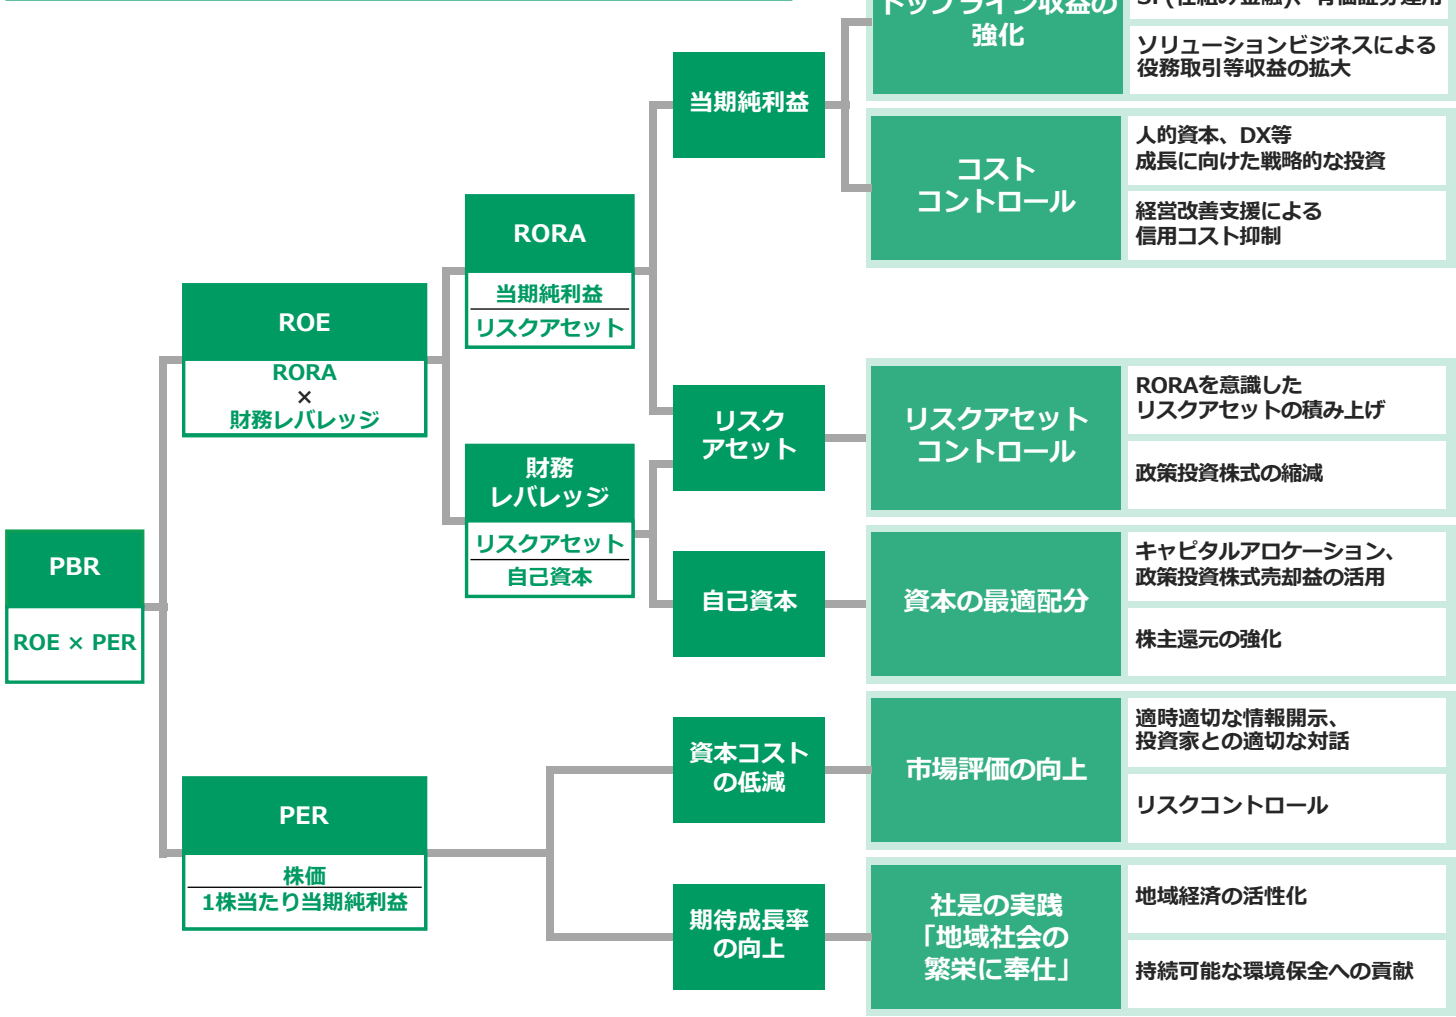 PBR
ROE × PER
ROE
RORA
×
財務レバレッジ
PER
株価
1株当たり当期純利益
RORA
当期純利益
リスクアセット
財務
レバレッジ
リスクアセット
自己資本
当期純利益
リスク
アセット
自己資本
資本コスト
の低減
期待成長率
の向上
トップライン収益の
強化
ソリューションビジネスによる
役務取引等収益の拡大
コスト
コントロール
人的資本、DX等
成長に向けた戦略的な投資
経営改善支援による
信用コスト抑制
リスクアセット
コントロール
RORAを意識した
リスクアセットの積み上げ
政策投資株式の縮減
資本の最適配分
キャピタルアロケーション、
政策投資株式売却益の活用
株主還元の強化
市場評価の向上
適時適切な情報開示、
投資家との適切な対話
リスクコントロール
社是の実践
「地域社会の
繁栄に奉仕」
地域経済の活性化
持続可能な環境保全への貢献